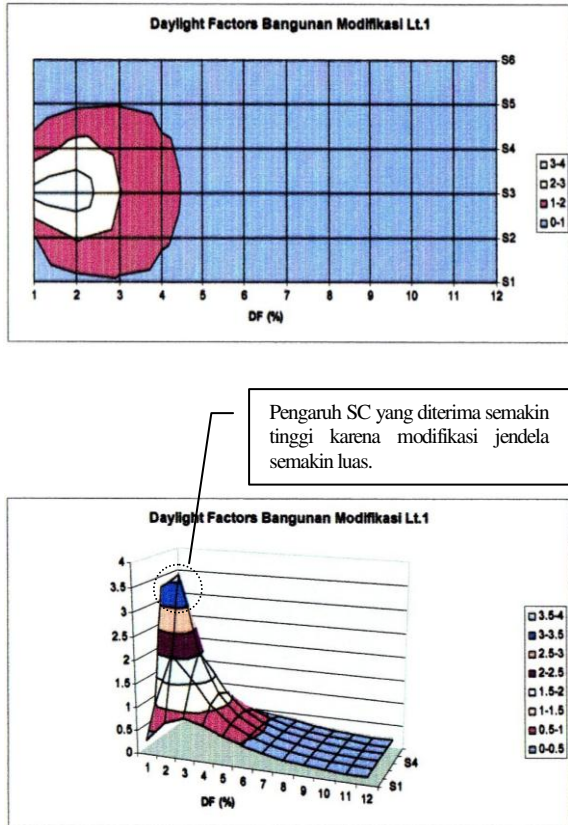 Daylight Factors Bangunan Modifikasi Lt.1
S6
S5
S4
S3
S2
S1
3-4
2-3
1-2
0-1
1 2 3 4 5 6 7 8 9 10 11 12
DF (%)
Pengaruh SC yang diterima semakin
tinggi karena modifikasi jendela
semakin luas.
Daylight Factors Bangunan Modifikasi Lt.1
4
3.5
3
2.5
2
1.5
1
0.5
0
1 2 3 4 5 6 7 8 9 10 11 12
DF (%)
S4
S1
3.5-4
3-3.5
2.5-3
2-2.5
1.5-2
1-1.5
0.5-1
0-0.5